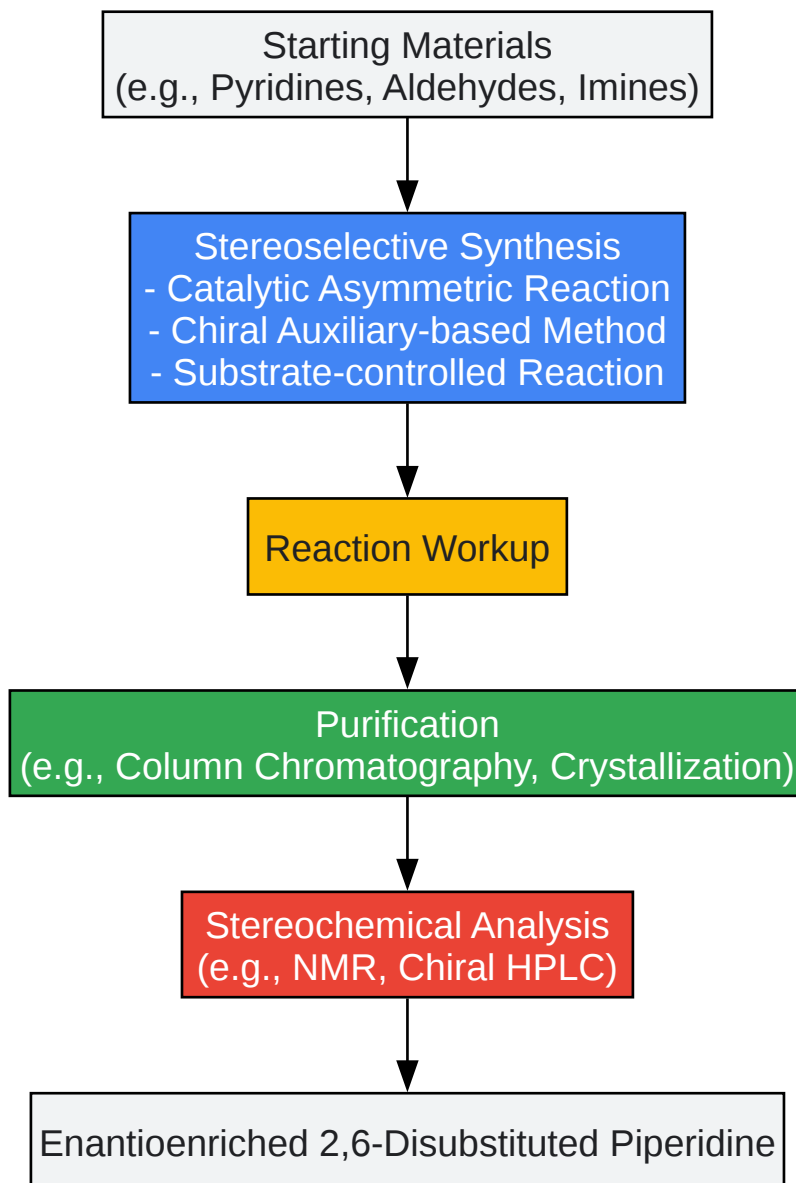 Starting Materials
(e.g., Pyridines, Aldehydes, Imines)
Stereoselective Synthesis
- Catalytic Asymmetric Reaction
- Chiral Auxiliary-based Method
- Substrate-controlled Reaction
Reaction Workup
Purification
(e.g., Column Chromatography, Crystallization)
Stereochemical Analysis
(e.g., NMR, Chiral HPLC)
Enantioenriched 2,6-Disubstituted Piperidine